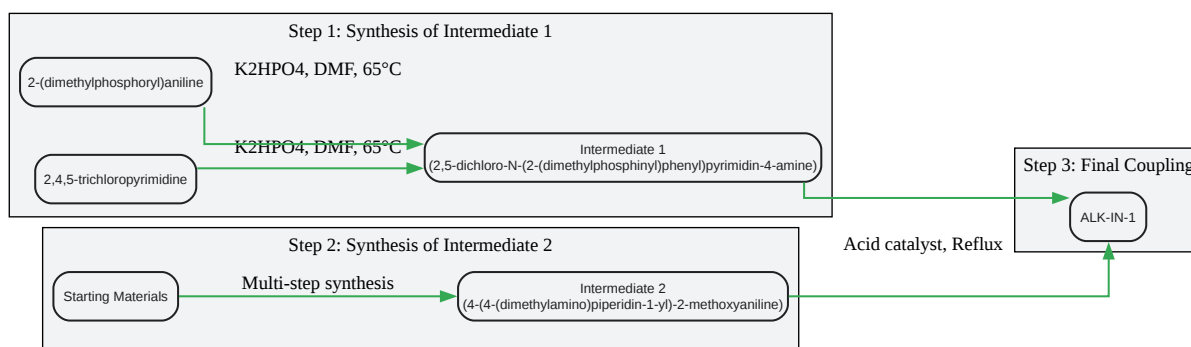 Step 1: Synthesis of Intermediate 1
2-(dimethylphosphoryl)aniline
K2HPO4, DMF, 65°C
K2HPO4, DMF, 65°C
2,4,5-trichloropyrimidine
Intermediate 1
(2,5-dichloro-N-(2-(dimethylphosphinyl)phenyl)pyrimidin-4-amine)
Step 3: Final Coupling
ALK-IN-1
Acid catalyst, Reflux
Step 2: Synthesis of Intermediate 2
Starting Materials
Multi-step synthesis
Intermediate 2
(4-(4-(dimethylamino)piperidin-1-yl)-2-methoxyaniline)